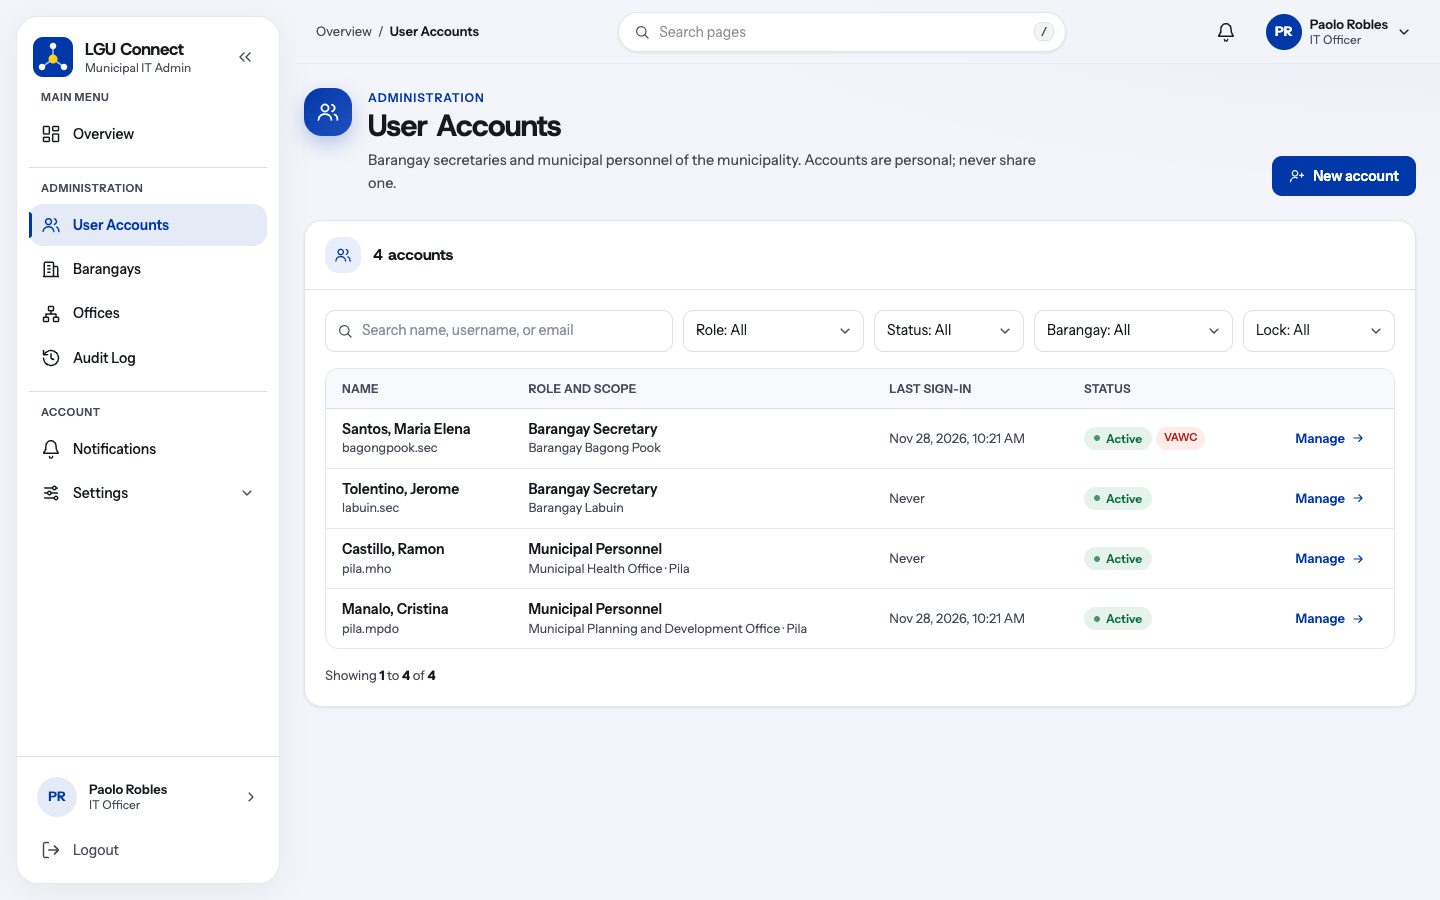 LGU Connect
Municipal IT Admin
MAIN MENU
Overview
ADMINISTRATION
User Accounts
Barangays
Offices
Audit Log
ACCOUNT
Notifications
Settings
PR
Paolo Robles
IT Officer
Logout
Overview / User Accounts
Search pages
/
PR
Paolo Robles
IT Officer
ADMINISTRATION
User Accounts
Barangay secretaries and municipal personnel of the municipality. Accounts are personal; never share
one.
New account
4 accounts
Search name, username, or email
Role: All
Status: All
Barangay: All
Lock: All
NAME ROLE AND SCOPE LAST SIGN-IN STATUS
Santos, Maria Elena
bagongpook.sec
Barangay Secretary
Barangay Bagong Pook
Nov 28, 2026, 10:21 AM
Active
VAWC
Manage
Tolentino, Jerome
labuin.sec
Barangay Secretary
Barangay Labuin
Never
Active
Manage
Castillo, Ramon
pila.mho
Municipal Personnel
Municipal Health Office · Pila
Never
Active
Manage
Manalo, Cristina
pila.mpdo
Municipal Personnel
Municipal Planning and Development Office · Pila
Nov 28, 2026, 10:21 AM
Active
Manage
Showing 1 to 4 of 4